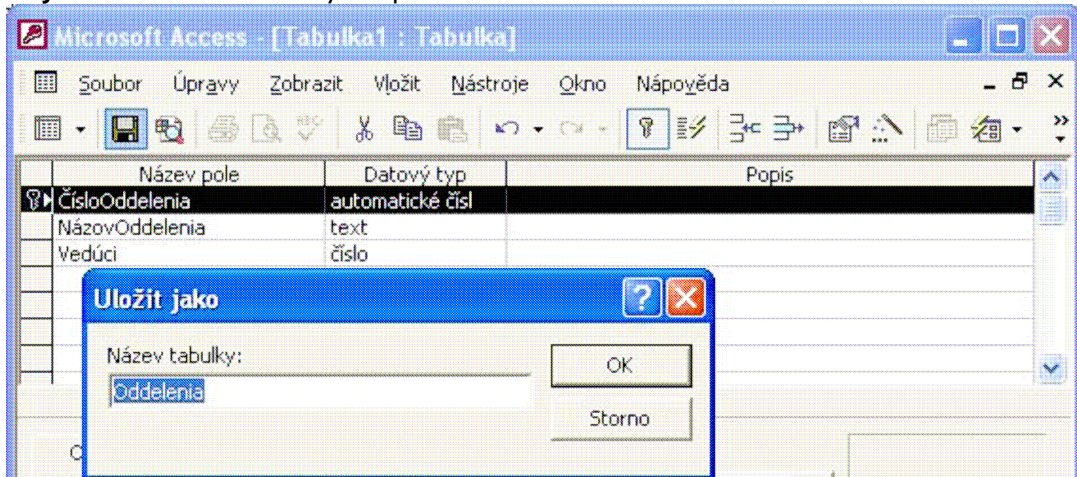 Microsoft Access - [Tabulka1 : Tabulka]
Soubor Úpravy Zobrazit Vložit Nástroje Okno Nápověda
Název pole Datový typ Popis
ČísloOddelenia automatické čísl
NázovOddelenia text
Vedúci číslo
Uložit jako
Název tabulky:
OK
Oddelenia
Storno